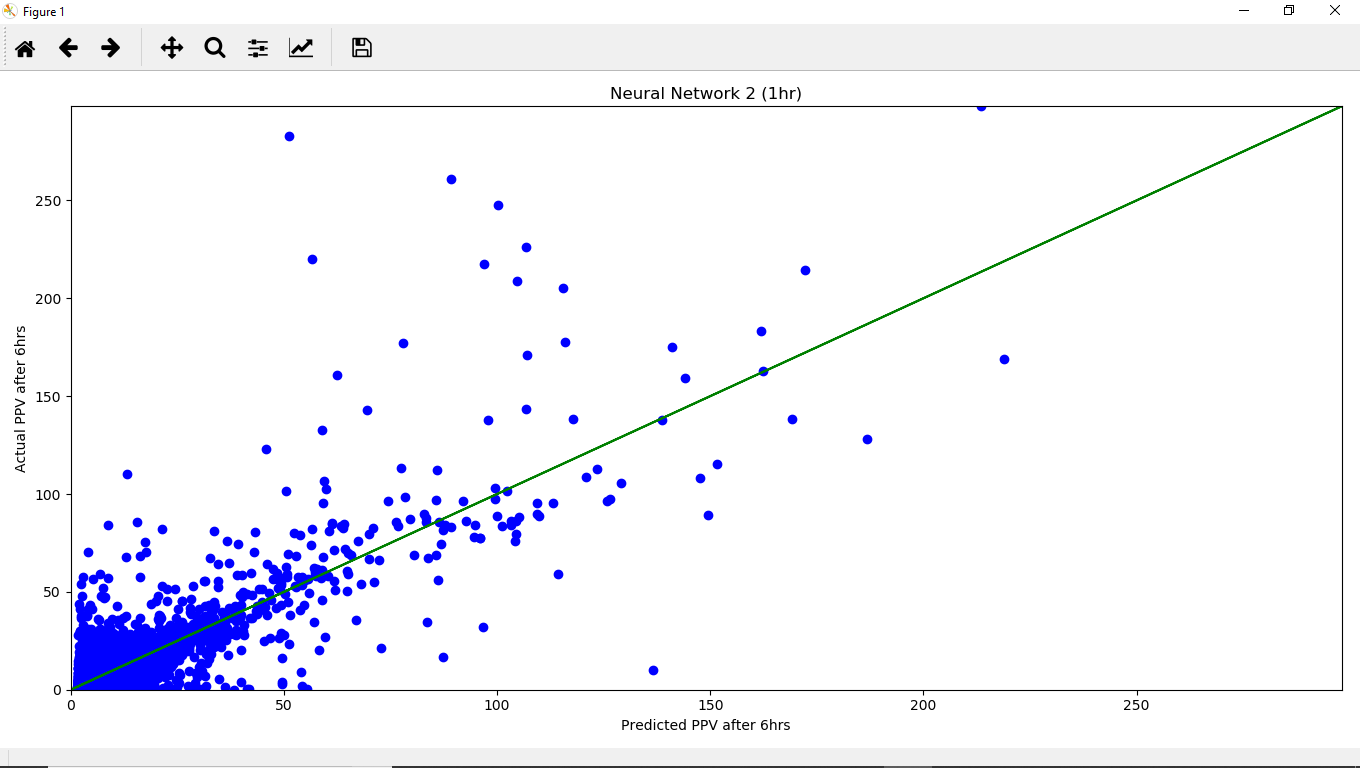 Figure 1
Neural Network 2 (1hr)
Actual PPV after 6hrs
250
200
150
100
50
0
0 50 100 150 200 250
Predicted PPV after 6hrs